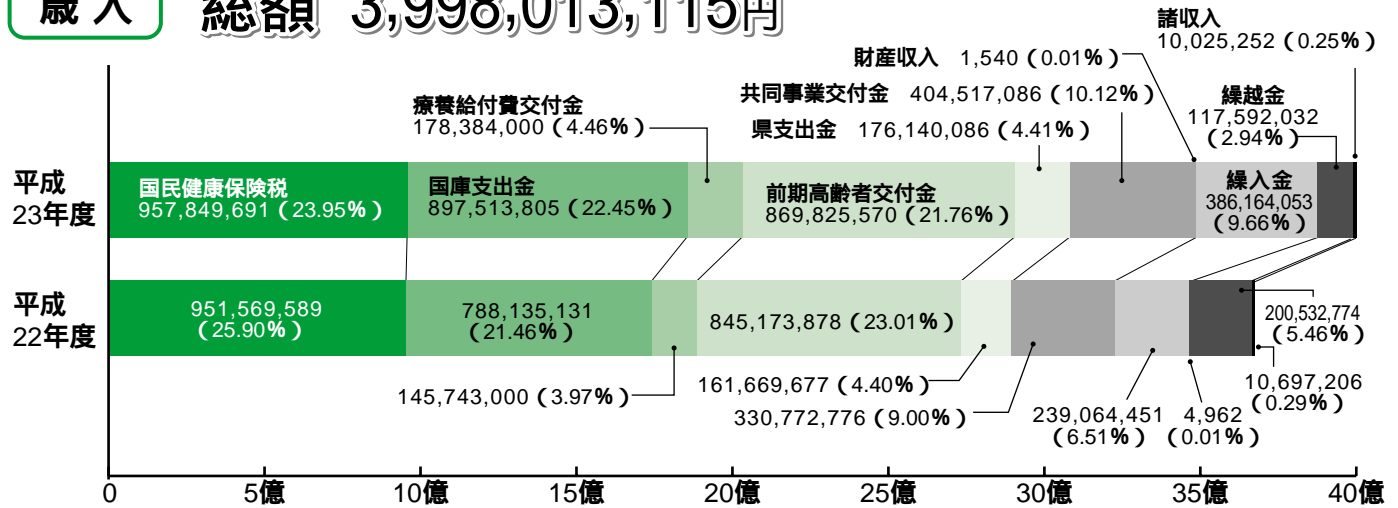 歳入 総額 3,998,013,115円
諸収入
10,025,252(0.25%)
財産収入 1,540(0.01%)
共同事業交付金 404,517,086(10.12%)
県支出金 176,140,086(4.41%)
療養給付費交付金
178,384,000(4.46%)
繰越金
117,592,032
(2.94%)
平成
23年度
国民健康保険税
957,849,691(23.95%)
国庫支出金
897,513,805(22.45%)
前期高齢者交付金
869,825,570(21.76%)
繰入金
386,164,053
(9.66%)
平成
22年度
951,569,589
(25.90%)
788,135,131
(21.46%)
845,173,878(23.01%)
200,532,774
(5.46%)
145,743,000(3.97%)
161,669,677(4.40%)
330,772,776(9.00%)
239,064,451
(6.51%)
4,962
(0.01%)
10,697,206
(0.29%)
0 5億 10億 15億 20億 25億 30億 35億 40億